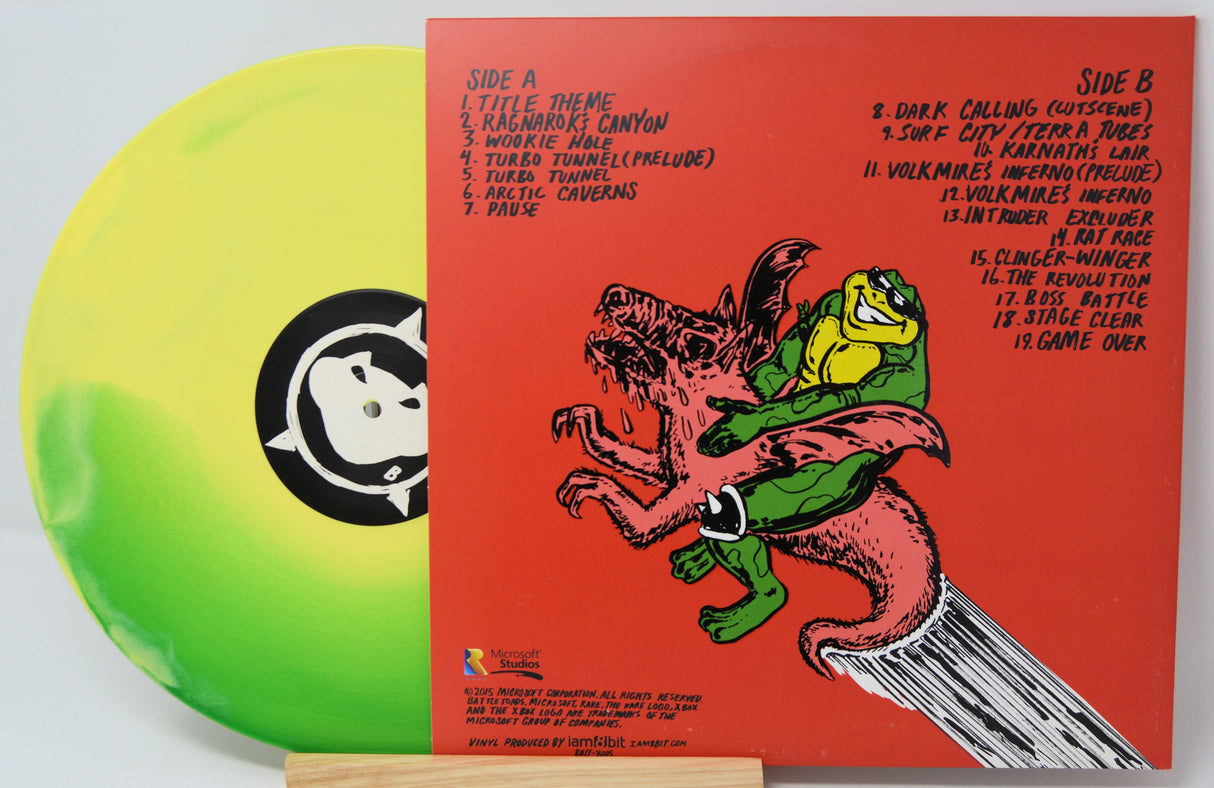 SIDE A
1. TITLE THEME
2. RAGNAROK'S CANYON
3. WOOKIE HOLE
4. TURBO TUNNEL (PRELUDE)
5. TURBO TUNNEL
6. ARCTIC CAVERNS
7. PAUSE
SIDE B
8. DARK CALLING (CUTSCENE)
9. SURF CITY / TERRA TUBES
10. KARNATH'S LAIR
11. VOLKMIRE'S INFERNO (PRELUDE)
12. VOLKMIRE'S INFERNO
13. INTRUDER EXCLUDER
14. RAT RACE
15. CLINGER-WINGER
16. THE REVOLUTION
17. BOSS BATTLE
18. STAGE CLEAR
19. GAME OVER
B
Microsoft
Studios
©2015 MICROSOFT CORPORATION. ALL RIGHTS RESERVED
BATTLETOADS, MICROSOFT, RARE, THE RARE LOGO, XBOX
AND THE XBOX LOGO ARE TRADEMARKS OF THE
MICROSOFT GROUP OF COMPANIES.
VINYL PRODUCED BY iam8bit IAM8BIT.COM